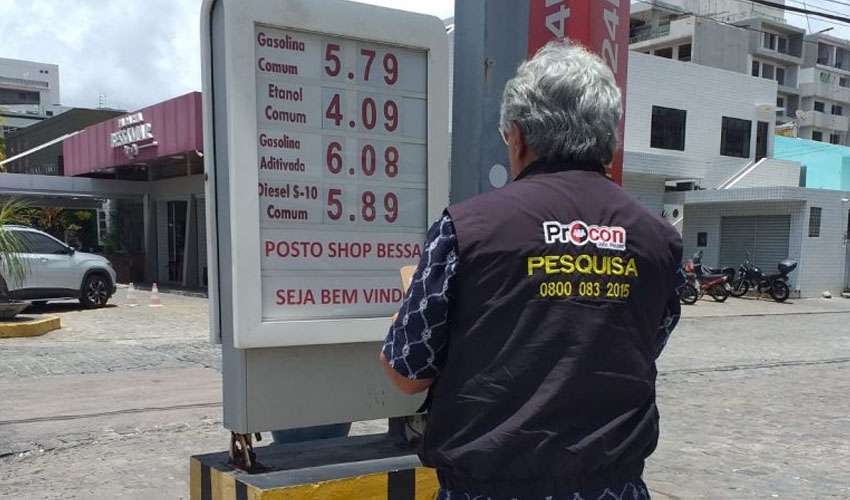 Gasolina
Comum
5.79
Etanol
Comum
4.09
Gasolina
Aditivada
6.08
Diesel S-10
Comum
5.89
POSTO SHOP BESSA
SEJA BEM VINDO
24
Procon
PESQUISA
0800 083 2015